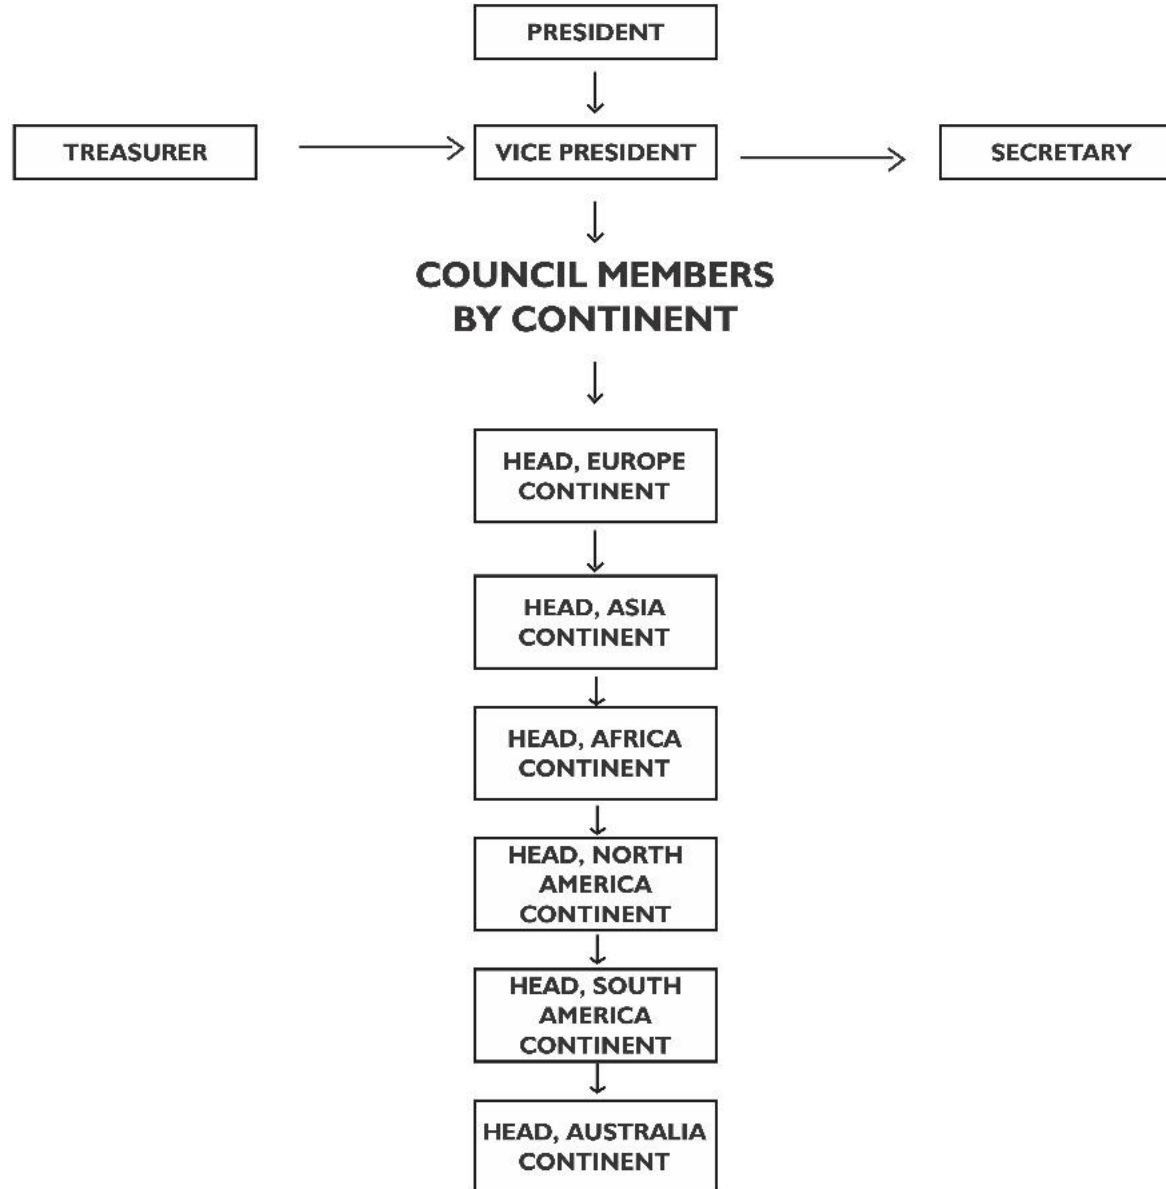 PRESIDENT
TREASURER
VICE PRESIDENT
SECRETARY
COUNCIL MEMBERS
BY CONTINENT
HEAD, EUROPE
CONTINENT
HEAD, ASIA
CONTINENT
HEAD, AFRICA
CONTINENT
HEAD, NORTH
AMERICA
CONTINENT
HEAD, SOUTH
AMERICA
CONTINENT
HEAD, AUSTRALIA
CONTINENT